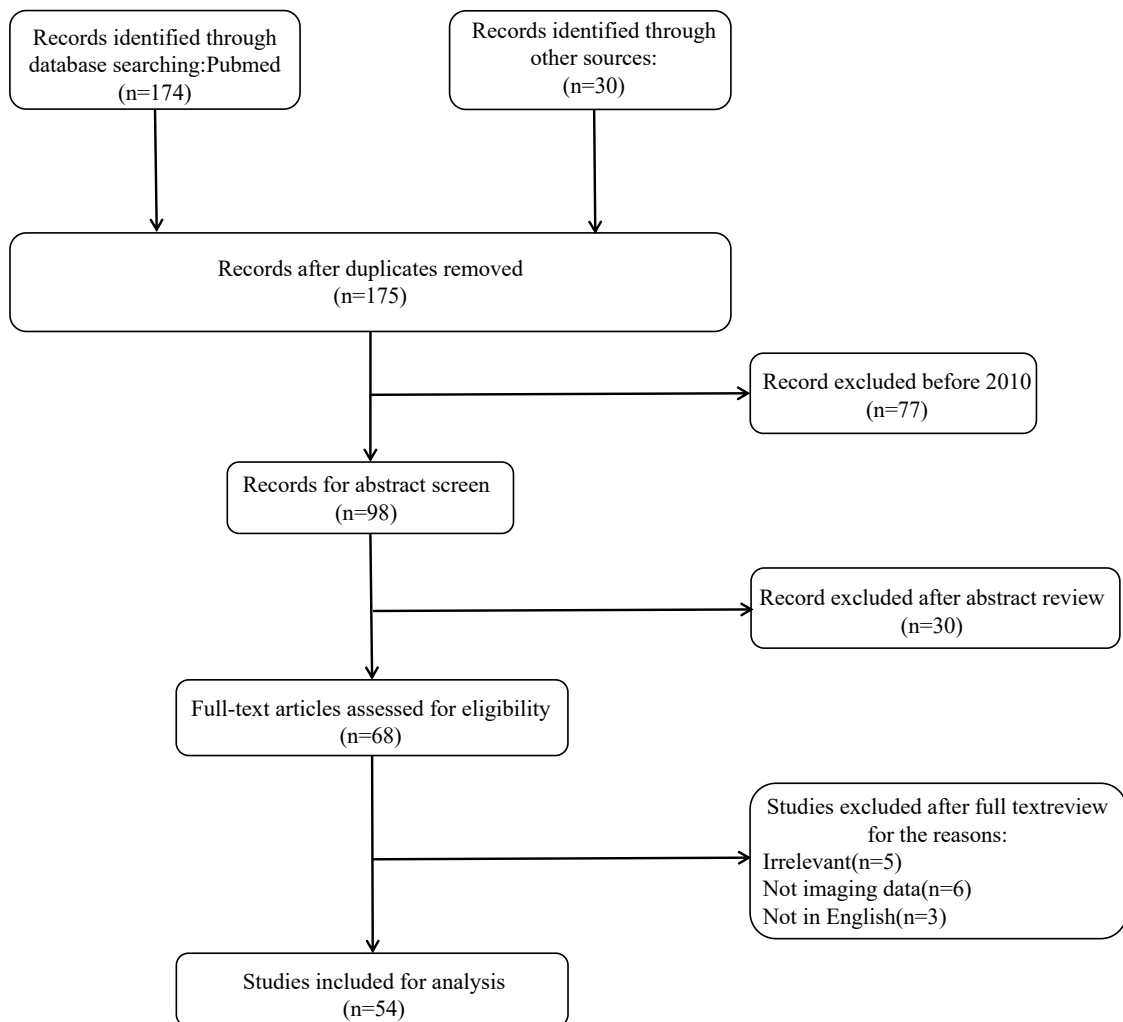 Records identified through
database searching:Pubmed
(n=174)
Records identified through
other sources:
(n=30)
Records after duplicates removed
(n=175)
Record excluded before 2010
(n=77)
Records for abstract screen
(n=98)
Record excluded after abstract review
(n=30)
Full-text articles assessed for eligibility
(n=68)
Studies excluded after full textreview
for the reasons:
Irrelevant(n=5)
Not imaging data(n=6)
Not in English(n=3)
Studies included for analysis
(n=54)